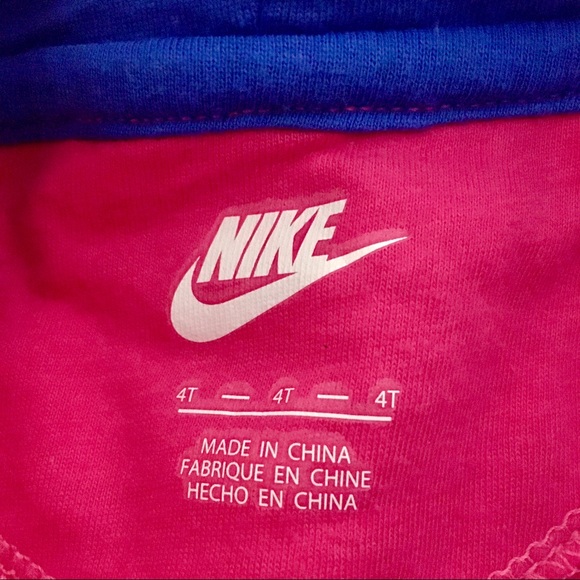 NIKE
4T — 4T — 4T
MADE IN CHINA
FABRIQUE EN CHINE
HECHO EN CHINA